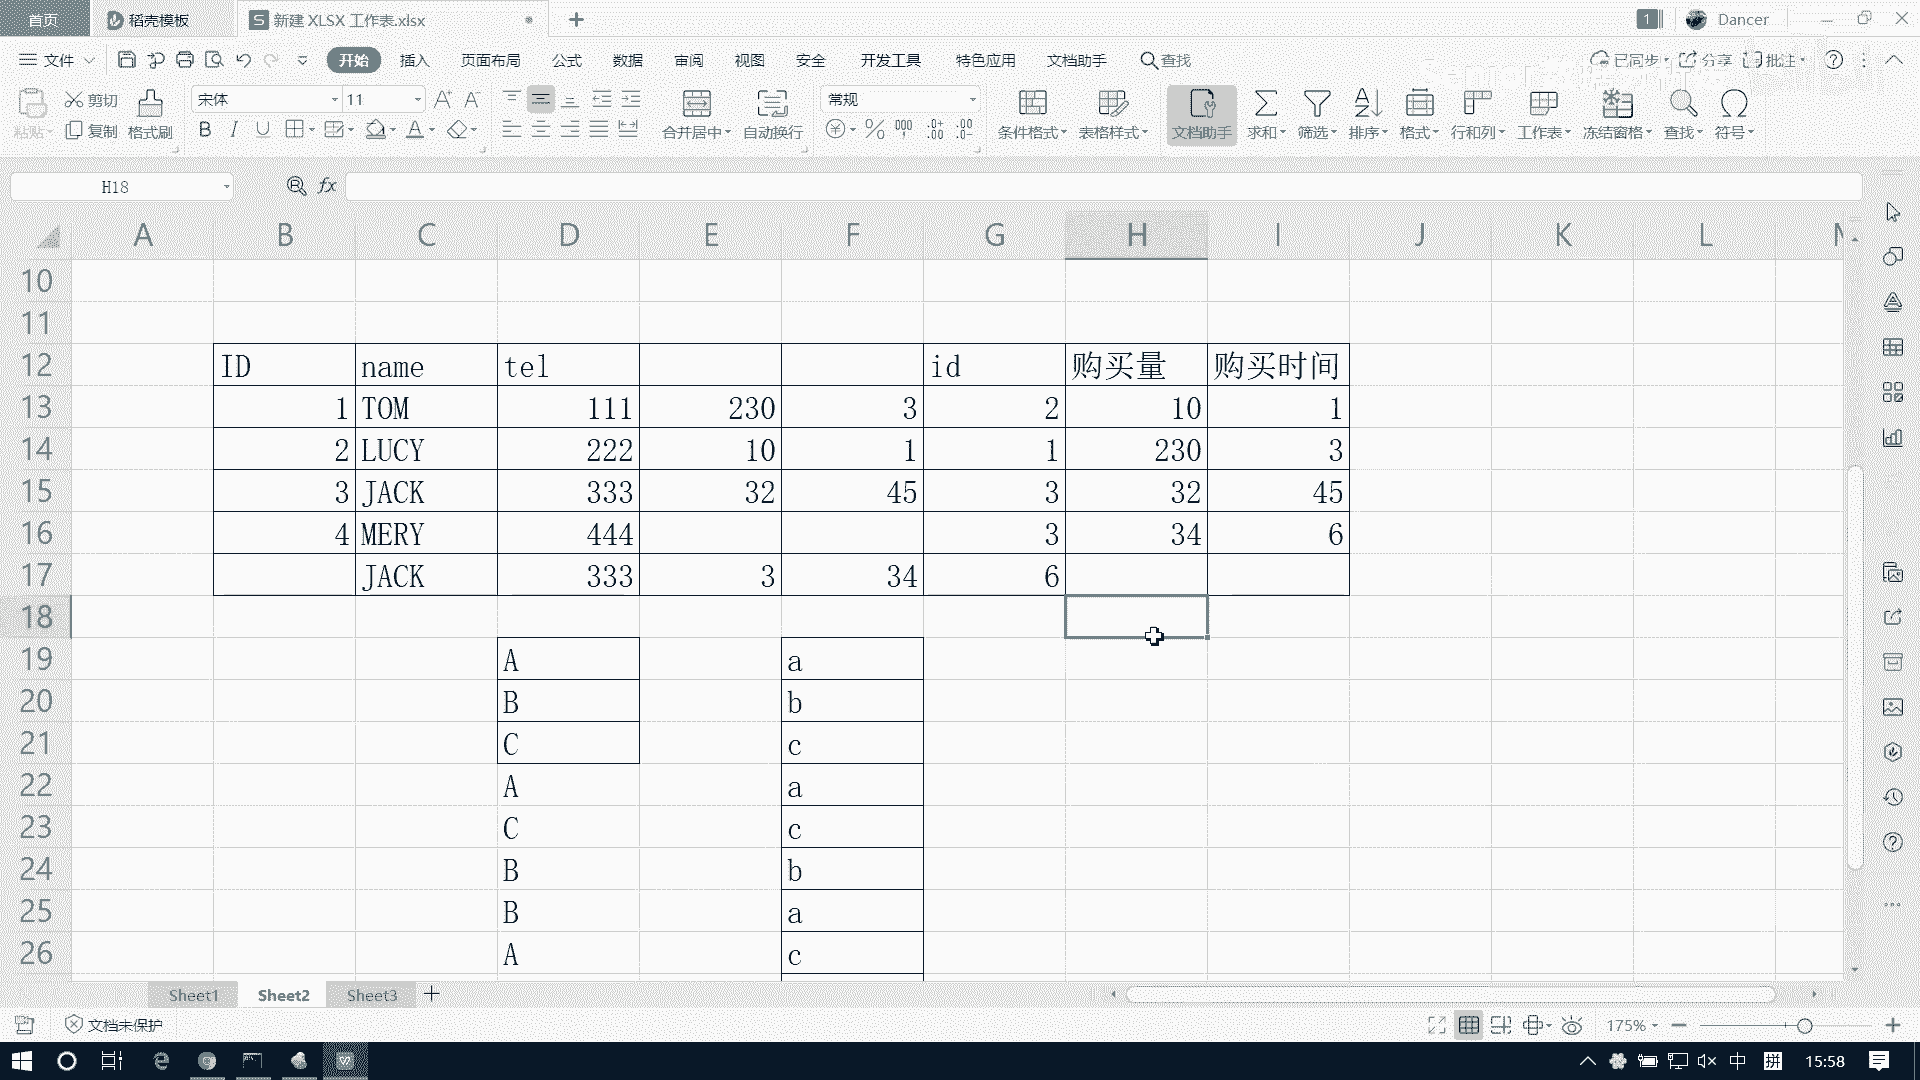 首页 稻壳模板 S 新建 XLSX 工作表.xlsx + 1 Dancer
文件 开始 插入 页面布局 公式 数据 审阅 视图 安全 开发工具 特色应用 文档助手 查找 已同步 分享 批注
粘贴 剪切 复制 格式刷 宋体 11 合并居中 自动换行 常规 条件格式 表格样式 文档助手 求和 筛选 排序 格式 行和列 工作表 冻结窗格 查找 符号
H18 fx
A B C D E F G H I J K L
10
11
12 ID name tel id 购买量 购买时间
13 1 TOM 111 230 3 2 10 1
14 2 LUCY 222 10 1 1 230 3
15 3 JACK 333 32 45 3 32 45
16 4 MERY 444 3 34 6
17 JACK 333 3 34 6
18
19 A a
20 B b
21 C c
22 A a
23 C c
24 B b
25 B a
26 A c
Sheet1 Sheet2 Sheet3 +
文档未保护 175%
中 拼 15:58